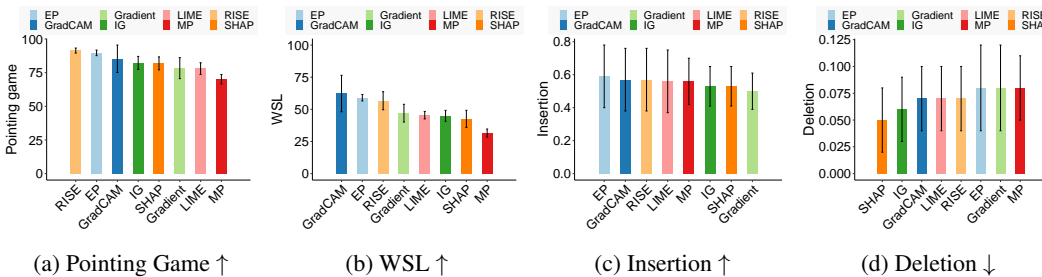 EP Gradient LIME RISE
GradCAM IG MP SHAP
Pointing game
100
75
50
25
0
RISE EP GradCAM IG SHAP Gradient LIME MP
(a) Pointing Game ↑
EP Gradient LIME RISE
GradCAM IG MP SHAP
WSL
100
80
60
40
20
0
GradCAM EP RISE Gradient LIME IG SHAP MP
(b) WSL ↑
EP Gradient LIME RISE
GradCAM IG MP SHAP
Insertion
0.8
0.6
0.4
0.2
0.0
EP GradCAM RISE LIME MP IG SHAP Gradient
(c) Insertion ↑
EP Gradient LIME RISE
GradCAM IG MP SHAP
Deletion
0.125
0.100
0.075
0.050
0.025
0.000
SHAP IG GradCAM LIME RISE EP Gradient MP
(d) Deletion ↓